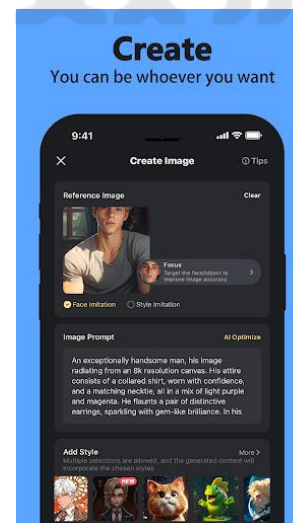 Create
You can be whoever you want
9:41
Create Image
Tips
Reference Image
Clear
Focus
Target the face/object to
improve image accuracy
Face Imitation
Style Imitation
Image Prompt
AI Optimize
An exceptionally handsome man, his image
radiating from an 8k resolution canvas. His attire
consists of a collared shirt, worn with confidence,
and a matching necktie, all in a mix of light purple
and magenta. He flaunts a pair of distinctive
earrings, sparkling with gem-like brilliance. In his
Add Style
More >
Multiple selections are allowed, and the generated content will
incorporate the chosen styles
NEW